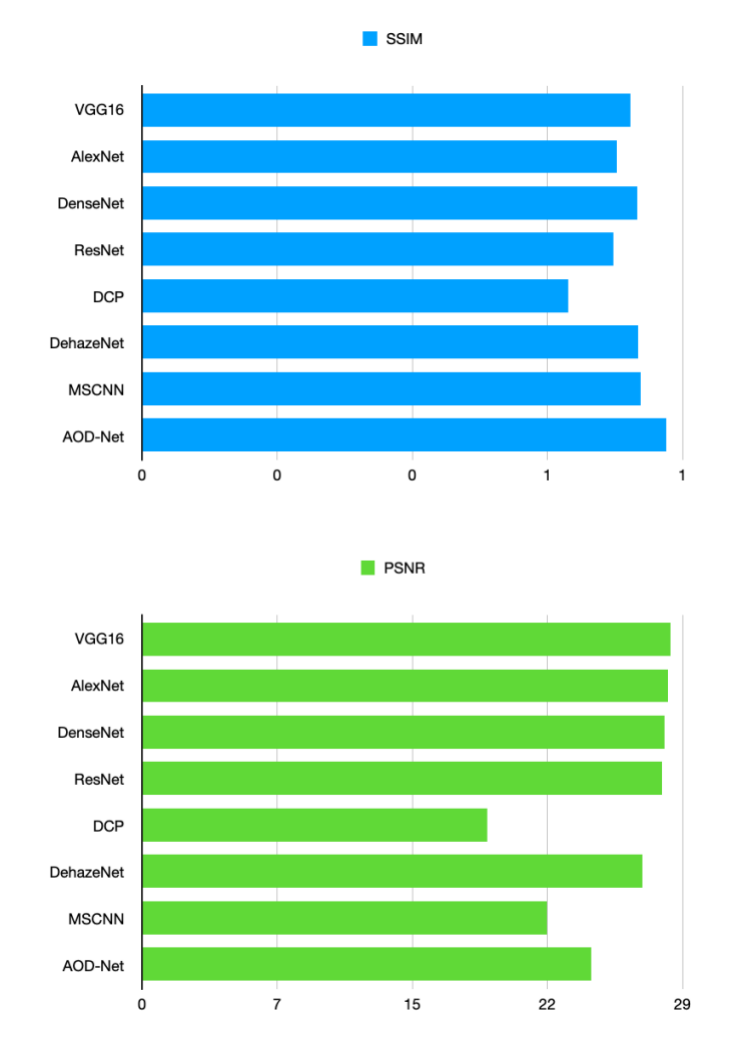 SSIM
VGG16
AlexNet
DenseNet
ResNet
DCP
DehazeNet
MSCNN
AOD-Net
0 0 0 1 1
PSNR
VGG16
AlexNet
DenseNet
ResNet
DCP
DehazeNet
MSCNN
AOD-Net
0 7 15 22 29